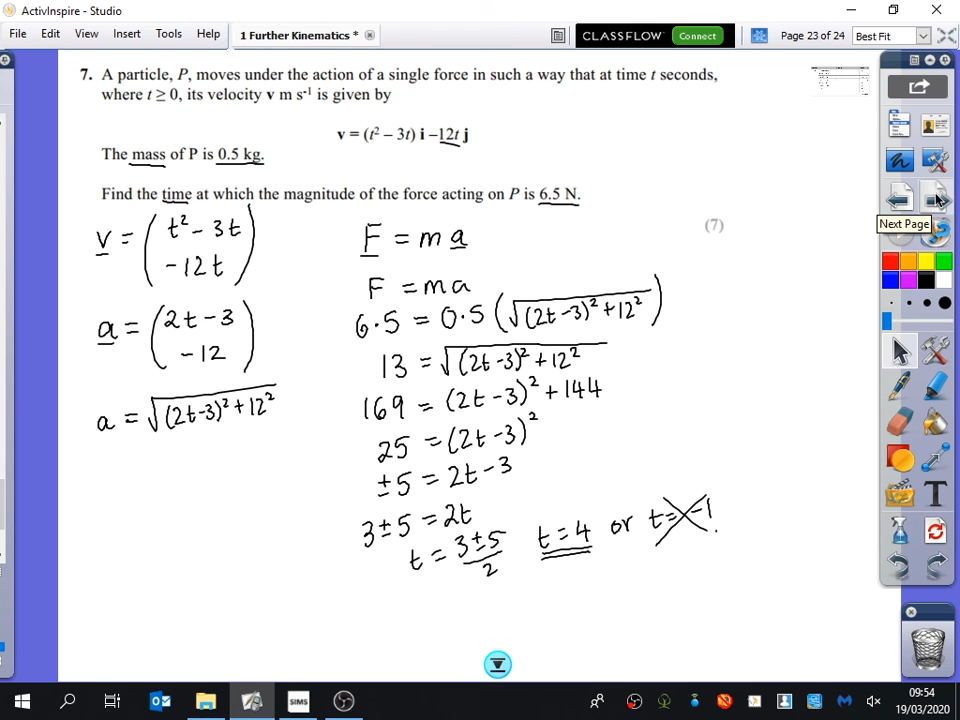 ActivInspire - Studio
File Edit View Insert Tools Help
1 Further Kinematics *
CLASSFLOW Connect
Page 23 of 24
Best Fit
7. A particle, P, moves under the action of a single force in such a way that at time t seconds,
where t ≥ 0, its velocity v m s⁻¹ is given by
v = (t² – 3t) i –12t j
The mass of P is 0.5 kg.
Find the time at which the magnitude of the force acting on P is 6.5 N.
(7)
Next Page
v = (t² - 3t
-12t)
a = (2t - 3
-12)
a = √(2t-3)² + 12²
F = ma
F = ma
6.5 = 0.5 (√(2t-3)² + 12²)
13 = √(2t-3)² + 12²
169 = (2t-3)² + 144
25 = (2t-3)²
±5 = 2t-3
3±5 = 2t
t = 3±5/2 t = 4 or t = -1.
T
SIMS
09:54
19/03/2020